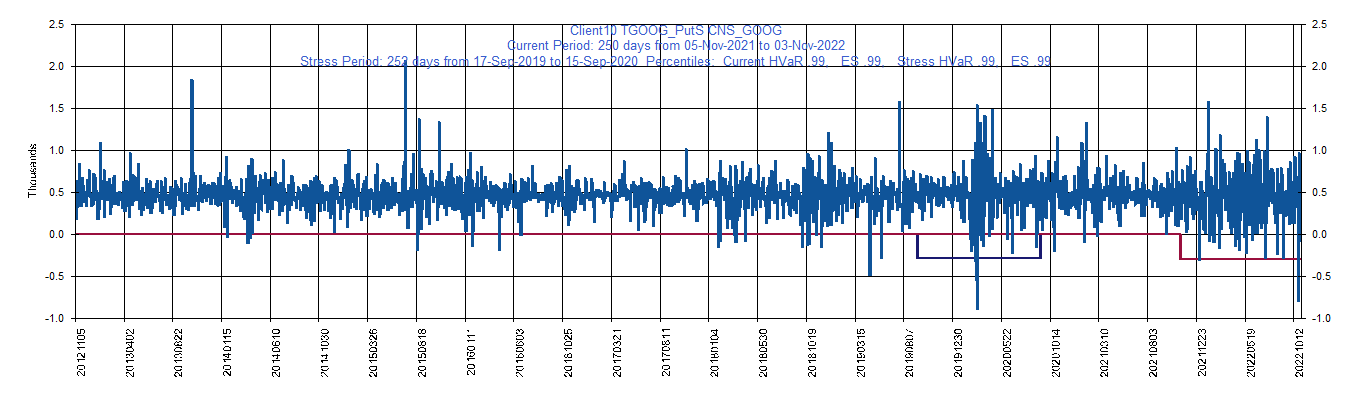 Client10 TGOOG_PutS CNS_GOOG
Current Period: 250 days from 05-Nov-2021 to 03-Nov-2022
Stress Period: 252 days from 17-Sep-2019 to 15-Sep-2020 Percentiles: Current HVaR .99, ES .99, Stress HVaR .99, ES .99
2.5 2.5
2.0 2.0
1.5 1.5
1.0 1.0
Thousands
0.5 0.5
0.0 0.0
-0.5 -0.5
-1.0 -1.0
20121105 20130402 20130822 20140115 20140610 20141030 20150326 20150818 20160111 20160603 20161025 20170321 20170811 20180104 20180530 20181019 20190315 20190807 20191230 20200522 20201014 20210310 20210803 20211223 20220519 20221012